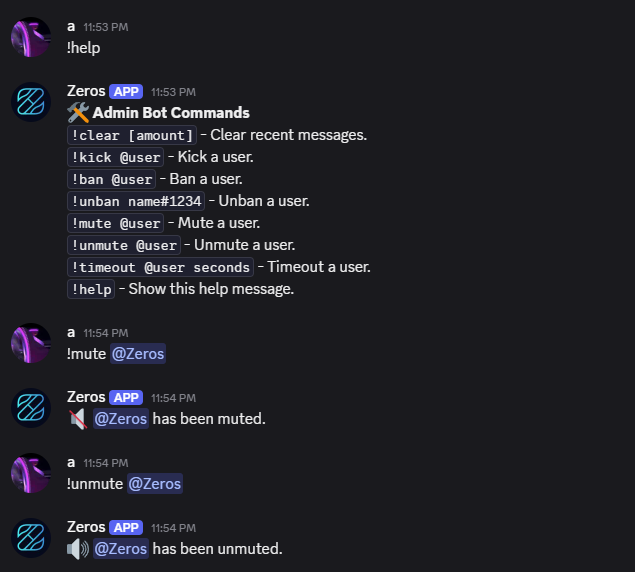 a 11:53 PM
!help
Zeros APP 11:53 PM
🛠️ Admin Bot Commands
!clear [amount] - Clear recent messages.
!kick @user - Kick a user.
!ban @user - Ban a user.
!unban name#1234 - Unban a user.
!mute @user - Mute a user.
!unmute @user - Unmute a user.
!timeout @user seconds - Timeout a user.
!help - Show this help message.
a 11:54 PM
!mute @Zeros
Zeros APP 11:54 PM
🔇 @Zeros has been muted.
a 11:54 PM
!unmute @Zeros
Zeros APP 11:54 PM
🔊 @Zeros has been unmuted.